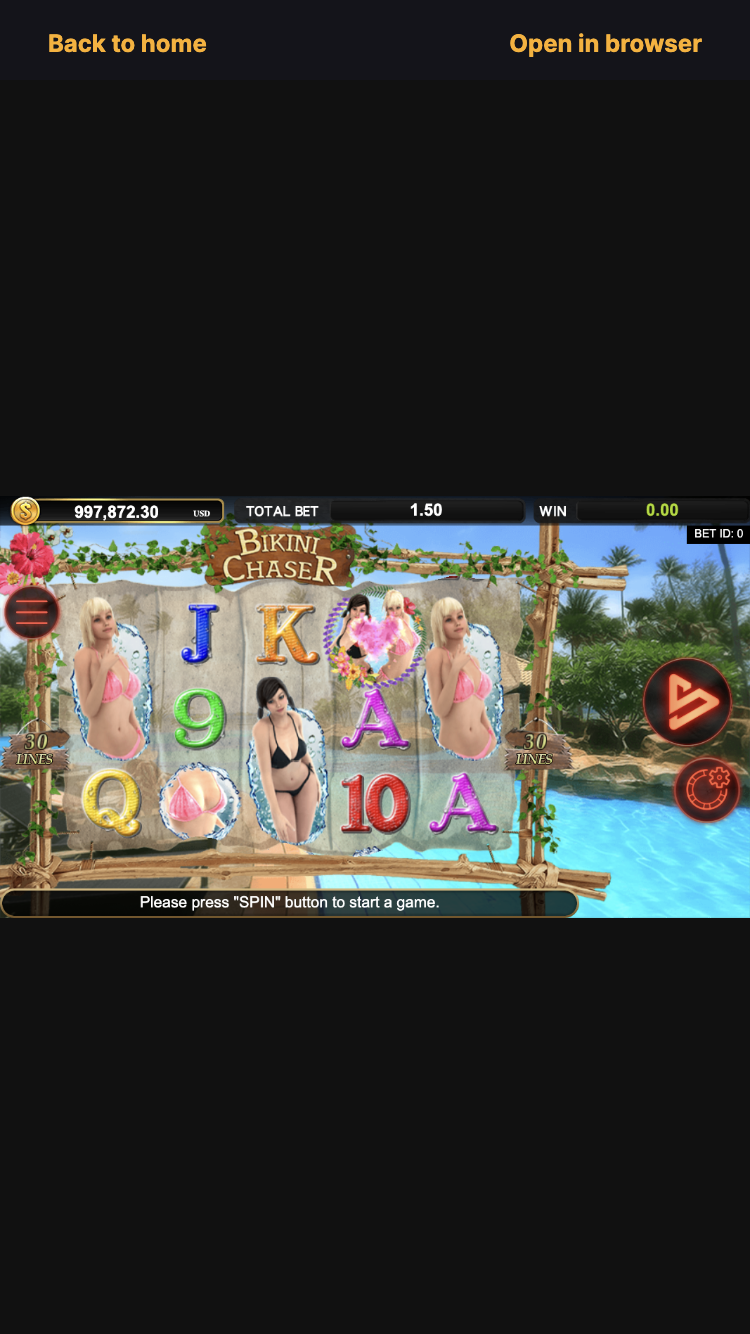 Back to home
Open in browser
997,872.30 USD
TOTAL BET 1.50
WIN 0.00
BET ID: 0
BIKINI
CHASER
J K
9 A
30
LINES
30
LINES
Q 10 A
Please press "SPIN" button to start a game.